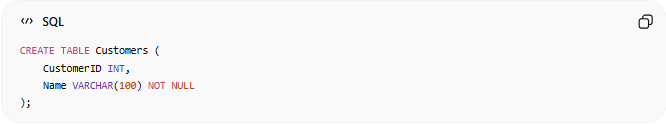 SQL
CREATE TABLE Customers (
    CustomerID INT,
    Name VARCHAR(100) NOT NULL
);